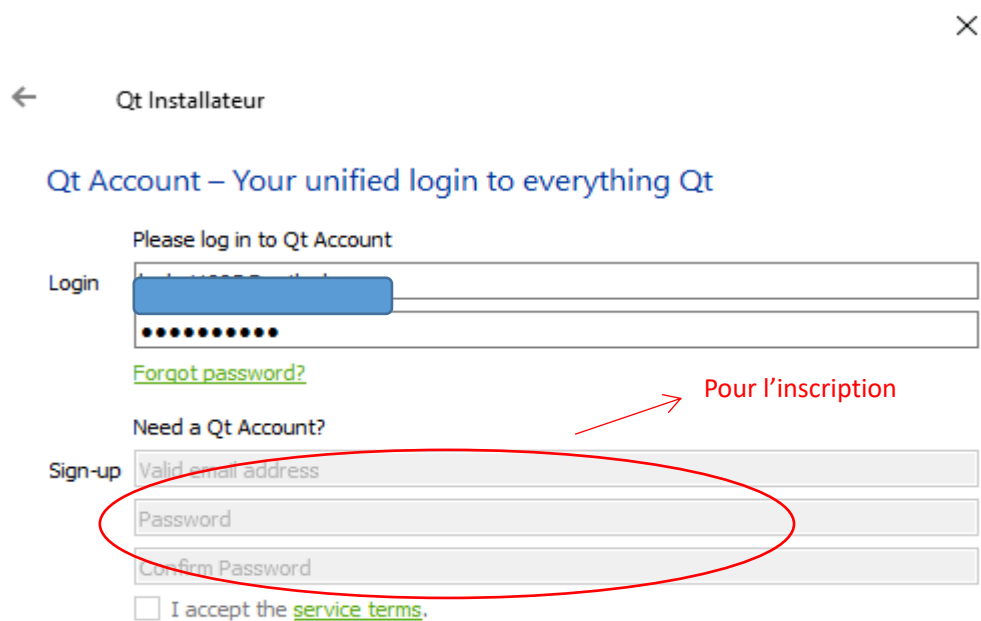 Qt Installateur
Qt Account – Your unified login to everything Qt
Please log in to Qt Account
Login
●●●●●●●●●●
Forgot password?
Pour l’inscription
Need a Qt Account?
Sign-up Valid email address
Password
Confirm Password
I accept the service terms.